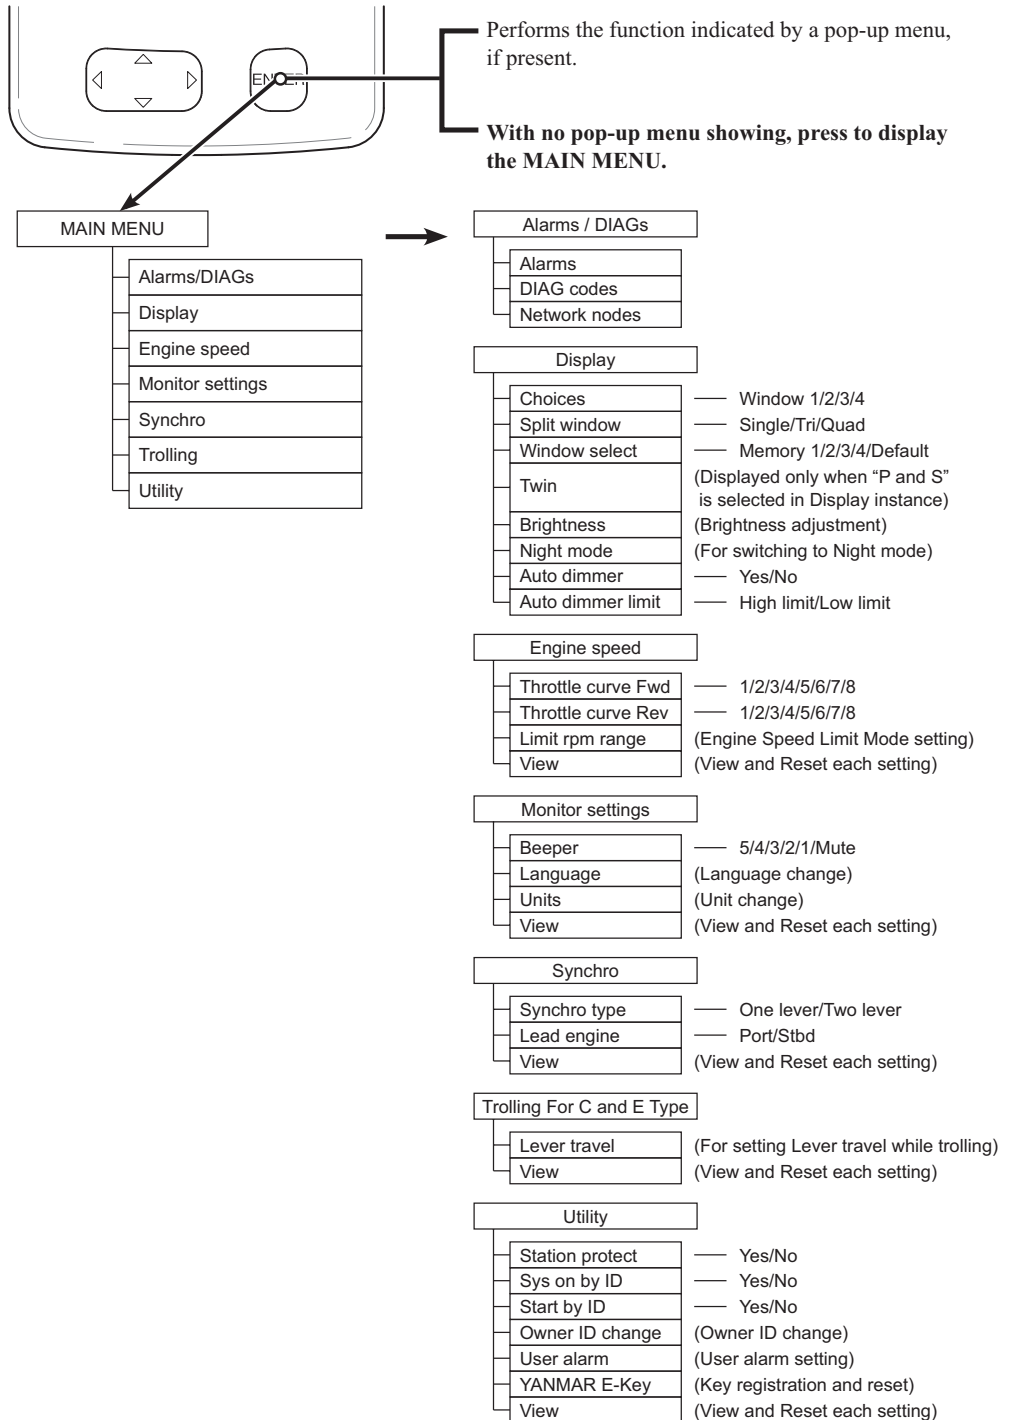 Performs the function indicated by a pop-up menu,
if present.
ENTER
With no pop-up menu showing, press to display
the MAIN MENU.
MAIN MENU
Alarms/DIAGs
Display
Engine speed
Monitor settings
Synchro
Trolling
Utility
Alarms / DIAGs
Alarms
DIAG codes
Network nodes
Display
Choices Window 1/2/3/4
Split window Single/Tri/Quad
Window select Memory 1/2/3/4/Default
Twin (Displayed only when “P and S”
is selected in Display instance)
Brightness (Brightness adjustment)
Night mode (For switching to Night mode)
Auto dimmer Yes/No
Auto dimmer limit High limit/Low limit
Engine speed
Throttle curve Fwd 1/2/3/4/5/6/7/8
Throttle curve Rev 1/2/3/4/5/6/7/8
Limit rpm range (Engine Speed Limit Mode setting)
View (View and Reset each setting)
Monitor settings
Beeper 5/4/3/2/1/Mute
Language (Language change)
Units (Unit change)
View (View and Reset each setting)
Synchro
Synchro type One lever/Two lever
Lead engine Port/Stbd
View (View and Reset each setting)
Trolling For C and E Type
Lever travel (For setting Lever travel while trolling)
View (View and Reset each setting)
Utility
Station protect Yes/No
Sys on by ID Yes/No
Start by ID Yes/No
Owner ID change (Owner ID change)
User alarm (User alarm setting)
YANMAR E-Key (Key registration and reset)
View (View and Reset each setting)